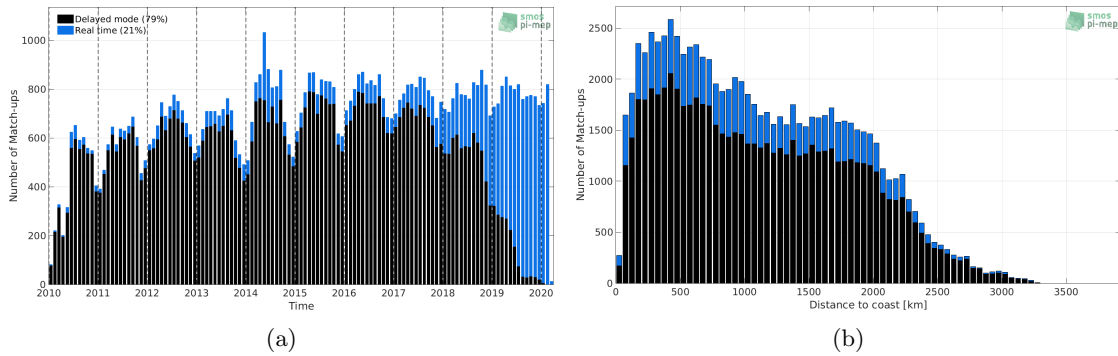 Delayed mode (79%)
Real time (21%)
smos
pi-mep
Number of Match-ups
1000
800
600
400
200
0
2010 2011 2012 2013 2014 2015 2016 2017 2018 2019 2020
Time
(a)
smos
pi-mep
Number of Match-ups
2500
2000
1500
1000
500
0
0 500 1000 1500 2000 2500 3000 3500
Distance to coast [km]
(b)